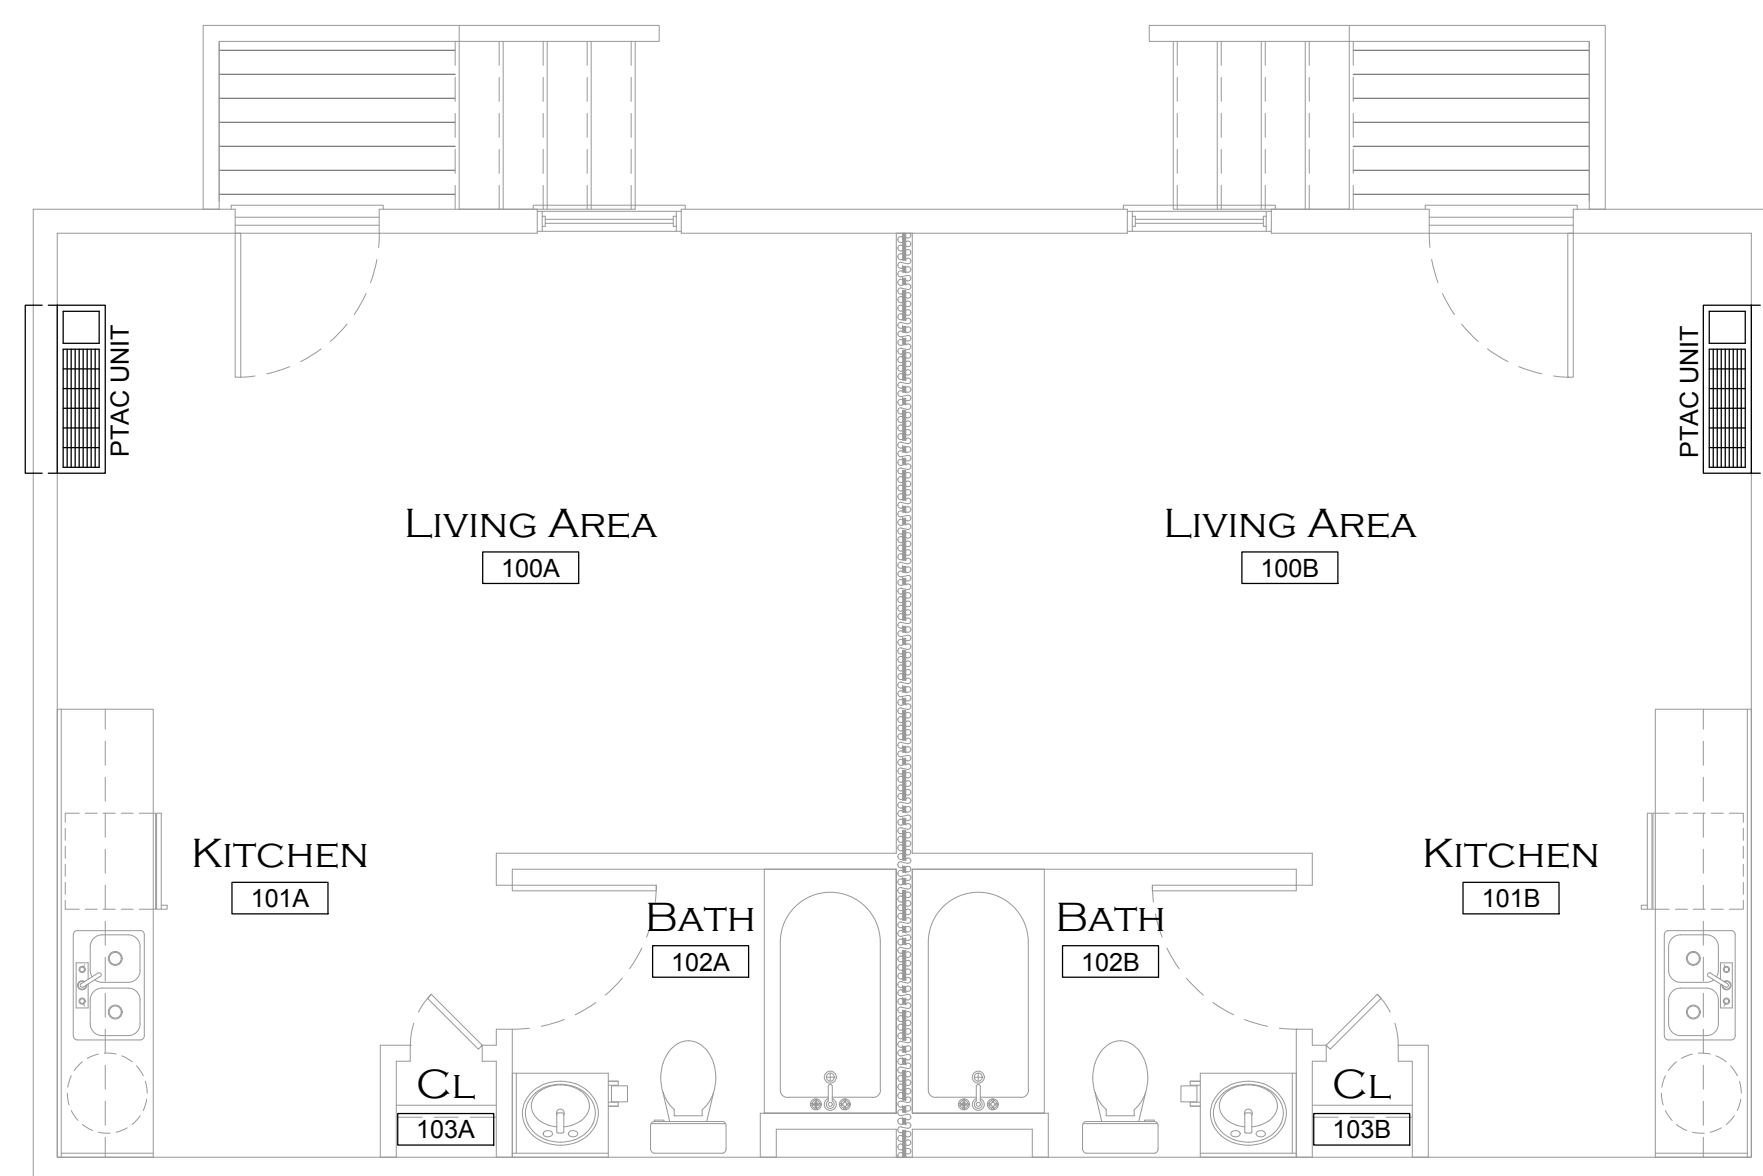 PTAC UNIT
PTAC UNIT
LIVING AREA
100A
LIVING AREA
100B
KITCHEN
101A
KITCHEN
101B
BATH
102A
BATH
102B
CL
103A
CL
103B